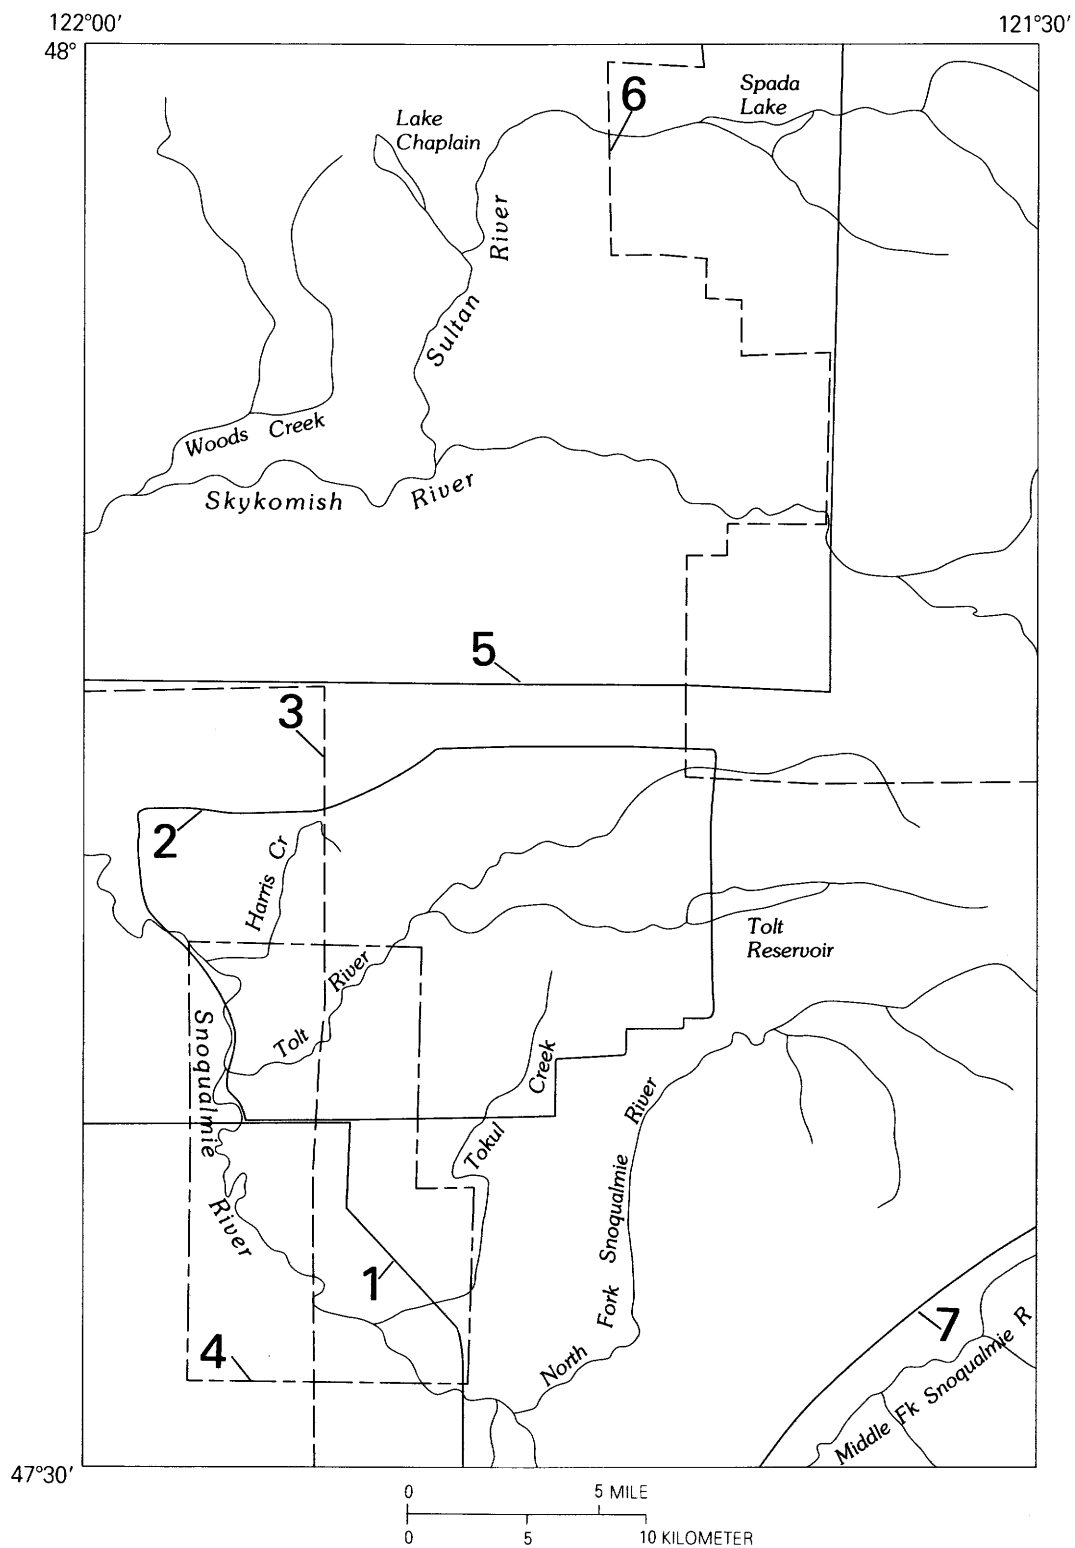 122°00′
121°30′
48°
6
Spada
Lake
Lake
Chaplain
River
Sultan
Woods Creek
Skykomish River
5
3
2
Harris Cr
Tolt
Reservoir
Tolt River
Snoqualmie River
Tokul Creek
North Fork Snoqualmie River
1
7
4
Middle Fk Snoqualmie R
47°30′
0 5 MILE
0 5 10 KILOMETER